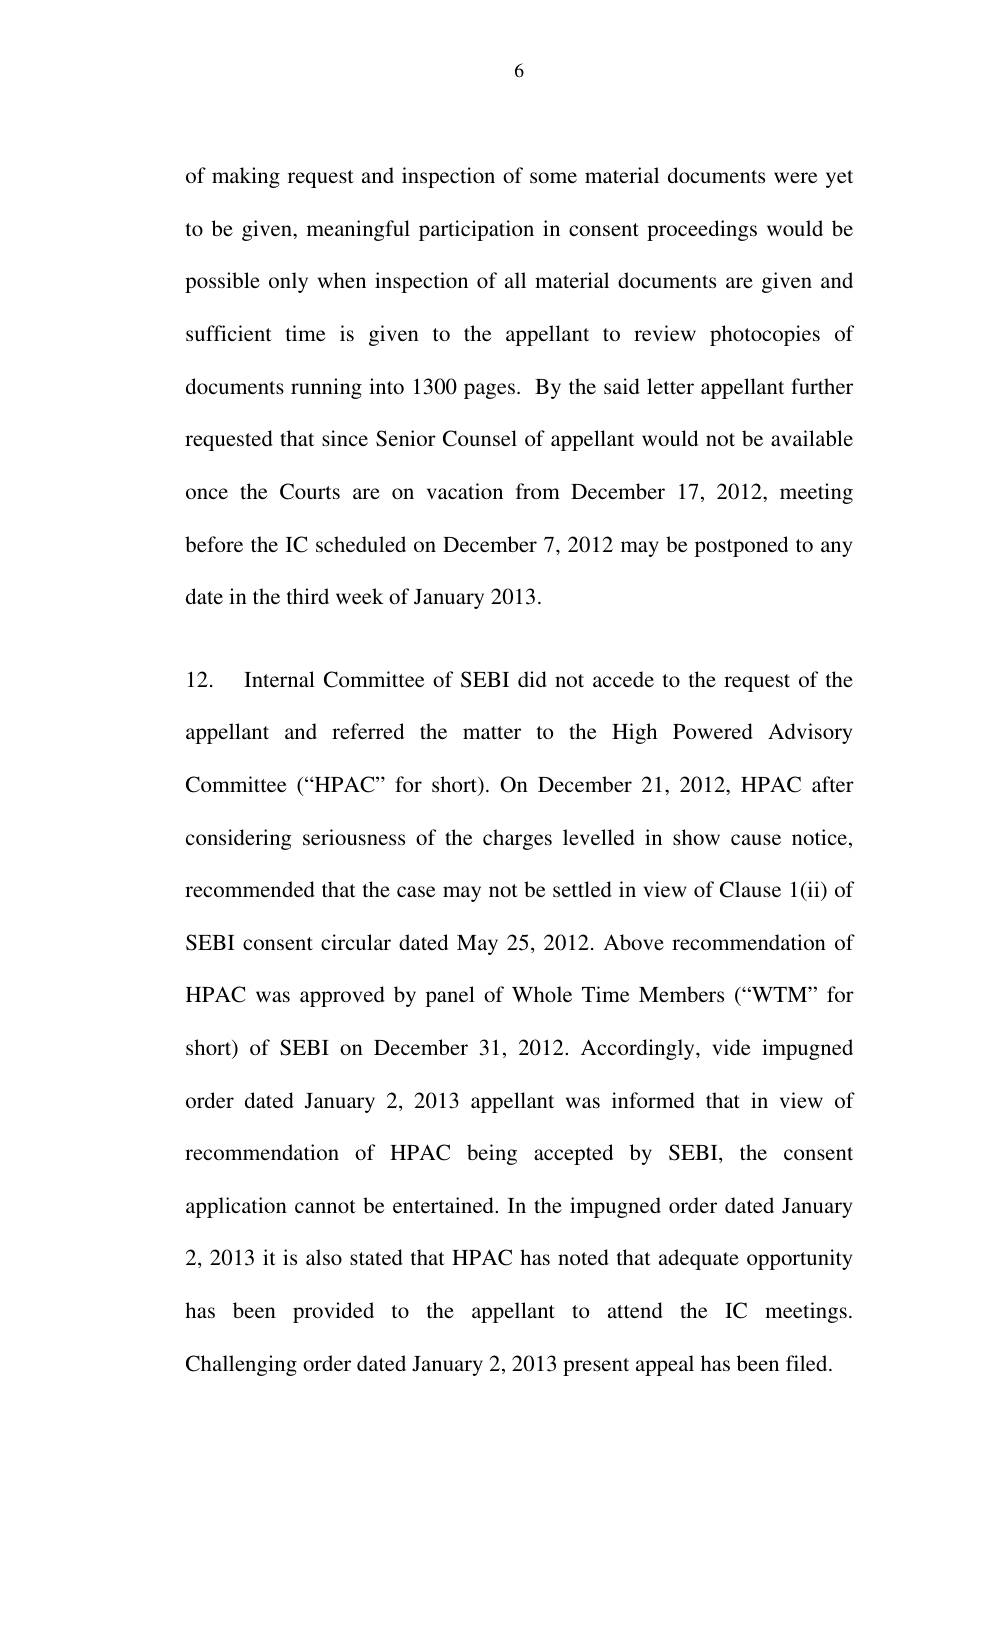 6
of making request and inspection of some material documents were yet
to be given, meaningful participation in consent proceedings would be
possible only when inspection of all material documents are given and
sufficient time is given to the appellant to review photocopies of
documents running into 1300 pages.  By the said letter appellant further
requested that since Senior Counsel of appellant would not be available
once the Courts are on vacation from December 17, 2012, meeting
before the IC scheduled on December 7, 2012 may be postponed to any
date in the third week of January 2013.
12. Internal Committee of SEBI did not accede to the request of the
appellant and referred the matter to the High Powered Advisory
Committee (“HPAC” for short). On December 21, 2012, HPAC after
considering seriousness of the charges levelled in show cause notice,
recommended that the case may not be settled in view of Clause 1(ii) of
SEBI consent circular dated May 25, 2012. Above recommendation of
HPAC was approved by panel of Whole Time Members (“WTM” for
short) of SEBI on December 31, 2012. Accordingly, vide impugned
order dated January 2, 2013 appellant was informed that in view of
recommendation of HPAC being accepted by SEBI, the consent
application cannot be entertained. In the impugned order dated January
2, 2013 it is also stated that HPAC has noted that adequate opportunity
has been provided to the appellant to attend the IC meetings.
Challenging order dated January 2, 2013 present appeal has been filed.